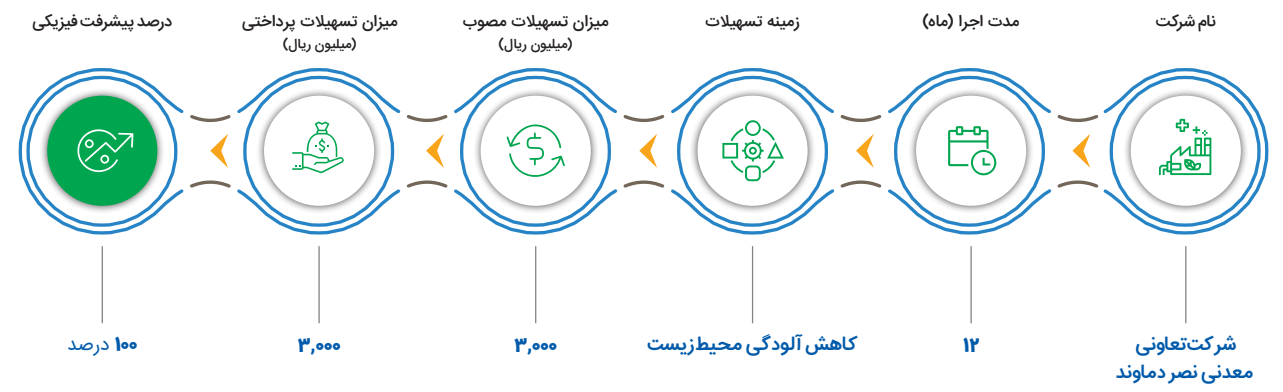 نام شرکت
مدت اجرا (ماه)
زمینه تسهیلات
میزان تسهیلات مصوب
(میلیون ریال)
میزان تسهیلات پرداختی
(میلیون ریال)
درصد پیشرفت فیزیکی
شرکت تعاونی
معدنی نصر دماوند
۱۲
کاهش آلودگی محیط‌زیست
۳,۰۰۰
۳,۰۰۰
۱۰۰ درصد